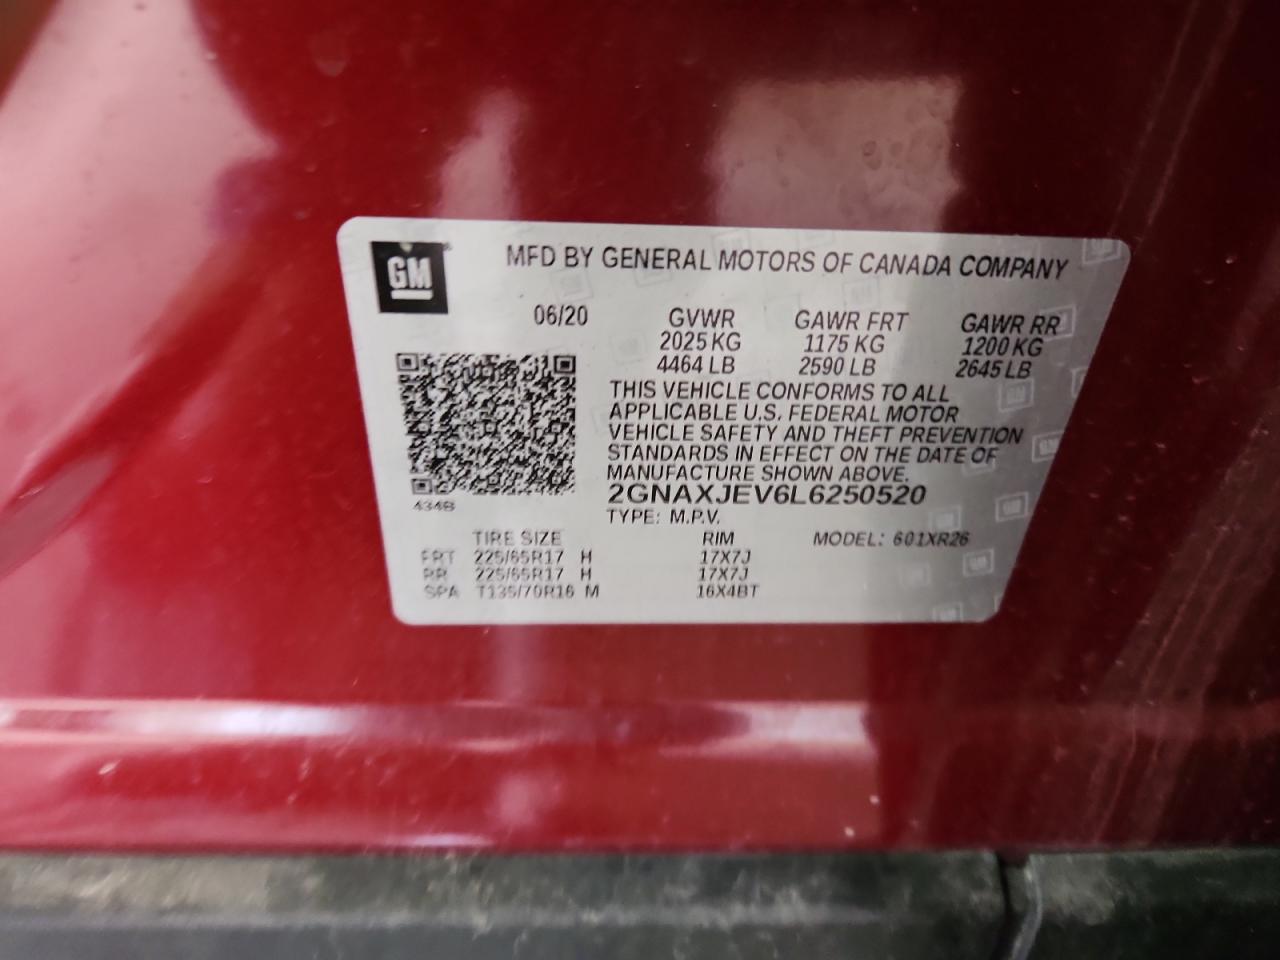 GM
MFD BY GENERAL MOTORS OF CANADA COMPANY
06/20 GVWR GAWR FRT GAWR RR
2025 KG 1175 KG 1200 KG
4464 LB 2590 LB 2645 LB
THIS VEHICLE CONFORMS TO ALL
APPLICABLE U.S. FEDERAL MOTOR
VEHICLE SAFETY AND THEFT PREVENTION
STANDARDS IN EFFECT ON THE DATE OF
MANUFACTURE SHOWN ABOVE.
2GNAXJEV6L6250520
434B
TYPE: M.P.V.
TIRE SIZE RIM MODEL: 601XR26
FRT 225/65R17 H 17X7J
RR 225/65R17 H 17X7J
SPA T135/70R16 M 16X4BT